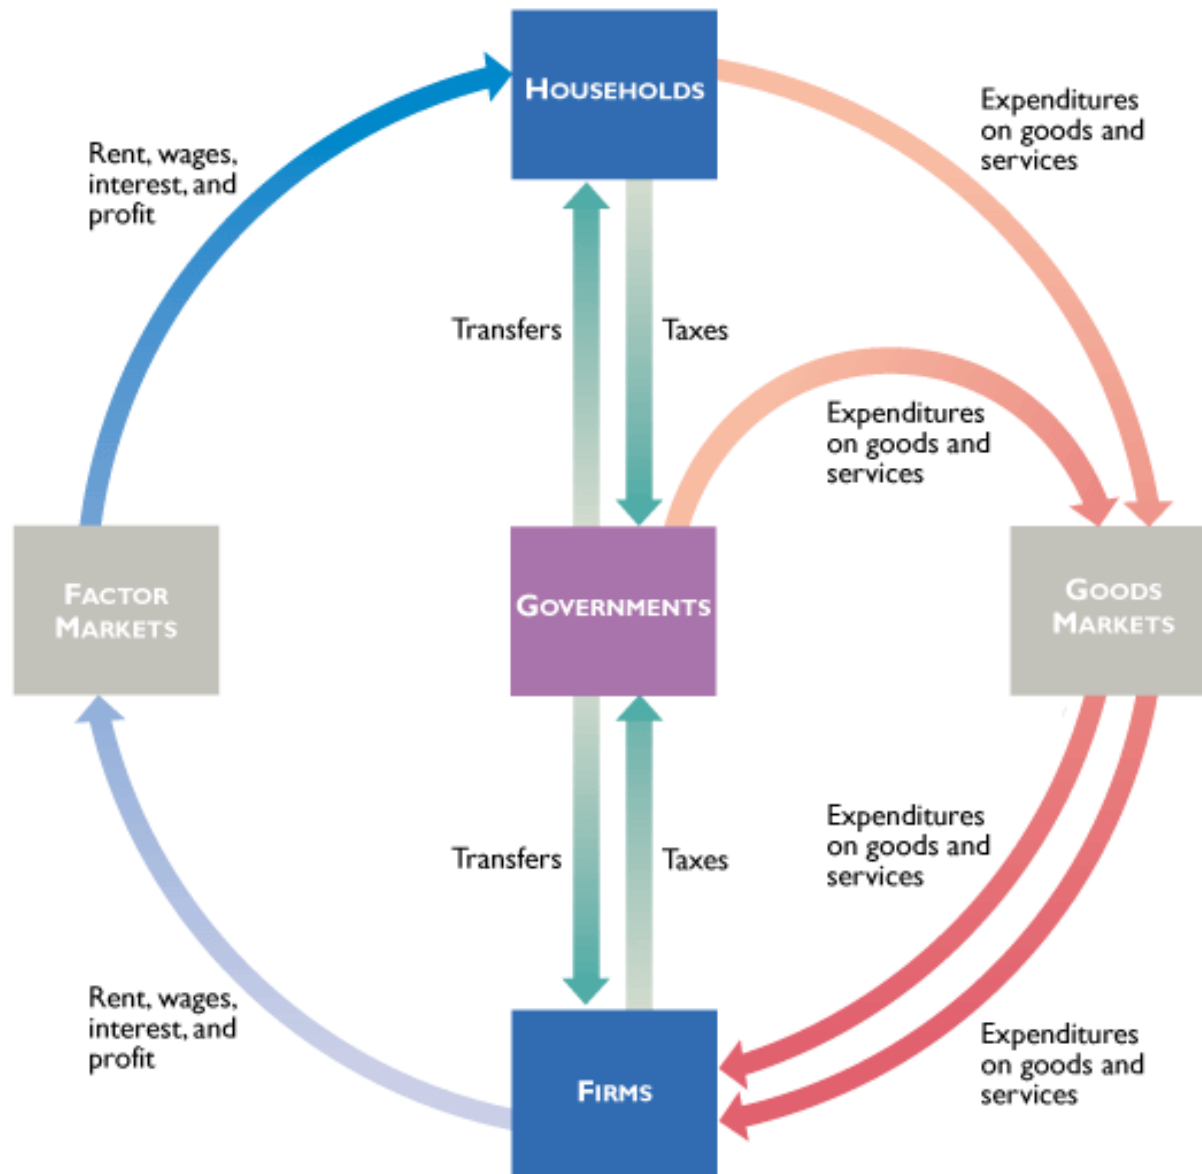 HOUSEHOLDS
Expenditures
on goods and
services
Rent, wages,
interest, and
profit
Transfers
Taxes
Expenditures
on goods and
services
FACTOR
MARKETS
GOVERNMENTS
GOODS
MARKETS
Expenditures
on goods and
services
Transfers
Taxes
Rent, wages,
interest, and
profit
Expenditures
on goods and
services
FIRMS